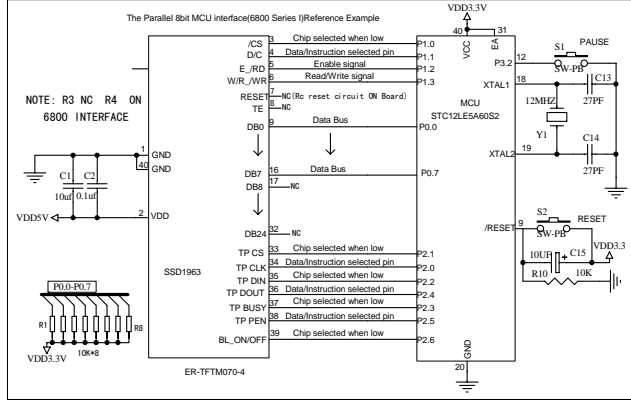 The Parallel 8bit MCU interface(6800 Series I)Reference Example
VDD3.3V
40
31
VCC
EA
/CS 3 Chip selected when low P1.0
D/C 4 Data/Instruction selected pin P1.1
E_/RD 5 Enable signal P1.2
W/R_/WR 6 Read/Write signal P1.3
RESET 7 NC(Rc reset circuit ON Board)
TE 8 NC
DB0 9 Data Bus P0.0
DB7 16 Data Bus P0.7
DB8 17 NC
DB24 32 NC
TP CS 33 Chip selected when low P2.1
TP CLK 34 Data/Instruction selected pin P2.0
TP DIN 35 Chip selected when low P2.2
TP DOUT 36 Data/Instruction selected pin P2.4
TP BUSY 37 Chip selected when low P2.3
TP PEN 38 Data/Instruction selected pin P2.5
BL_ON/OFF 39 Chip selected when low P2.6
NOTE: R3 NC R4 ON
6800 INTERFACE
1 GND
40 GND
C1 C2
10uf 0.1uf
VDD5V 2 VDD
SSD1963
P0.0-P0.7
R1 R8
10K*8
VDD3.3V
ER-TFTM070-4
MCU
STC12LE5A60S2
P3.2 12
S1 PAUSE
SW-PB
XTAL1 18
C13
27PF
12MHZ
Y1
XTAL2 19
C14
27PF
/RESET 9
S2 RESET
SW-PB
VDD3.3
10UF + C15
R10 10K
GND
20